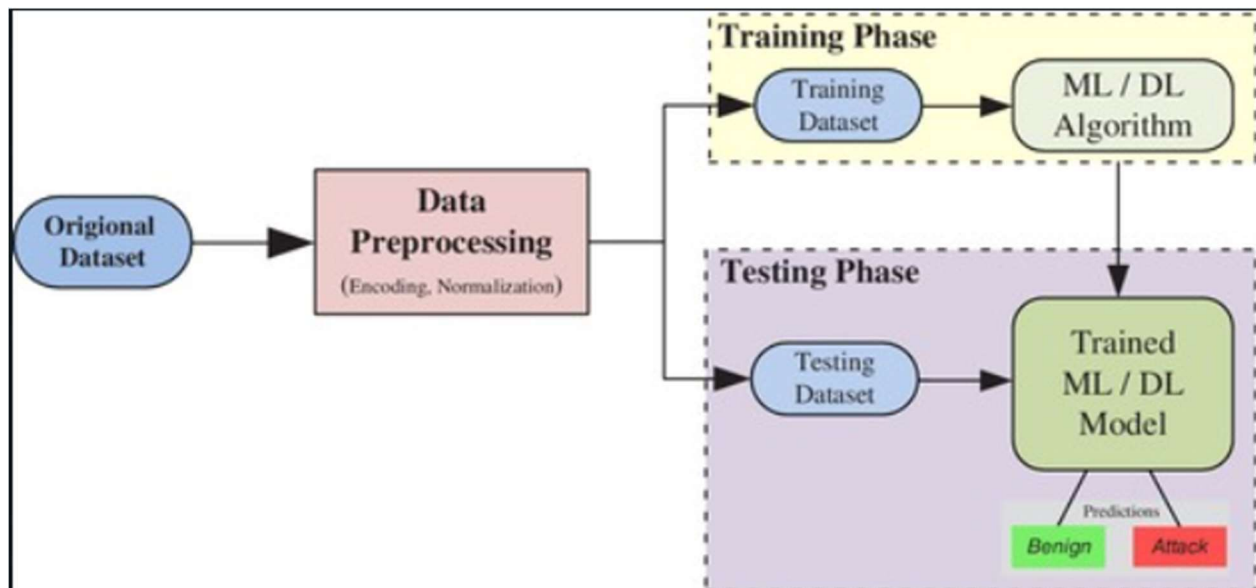 Origional
Dataset
Data
Preprocessing
(Encoding, Normalization)
Training Phase
Training
Dataset
ML / DL
Algorithm
Testing Phase
Testing
Dataset
Trained
ML / DL
Model
Predictions
Benign
Attack